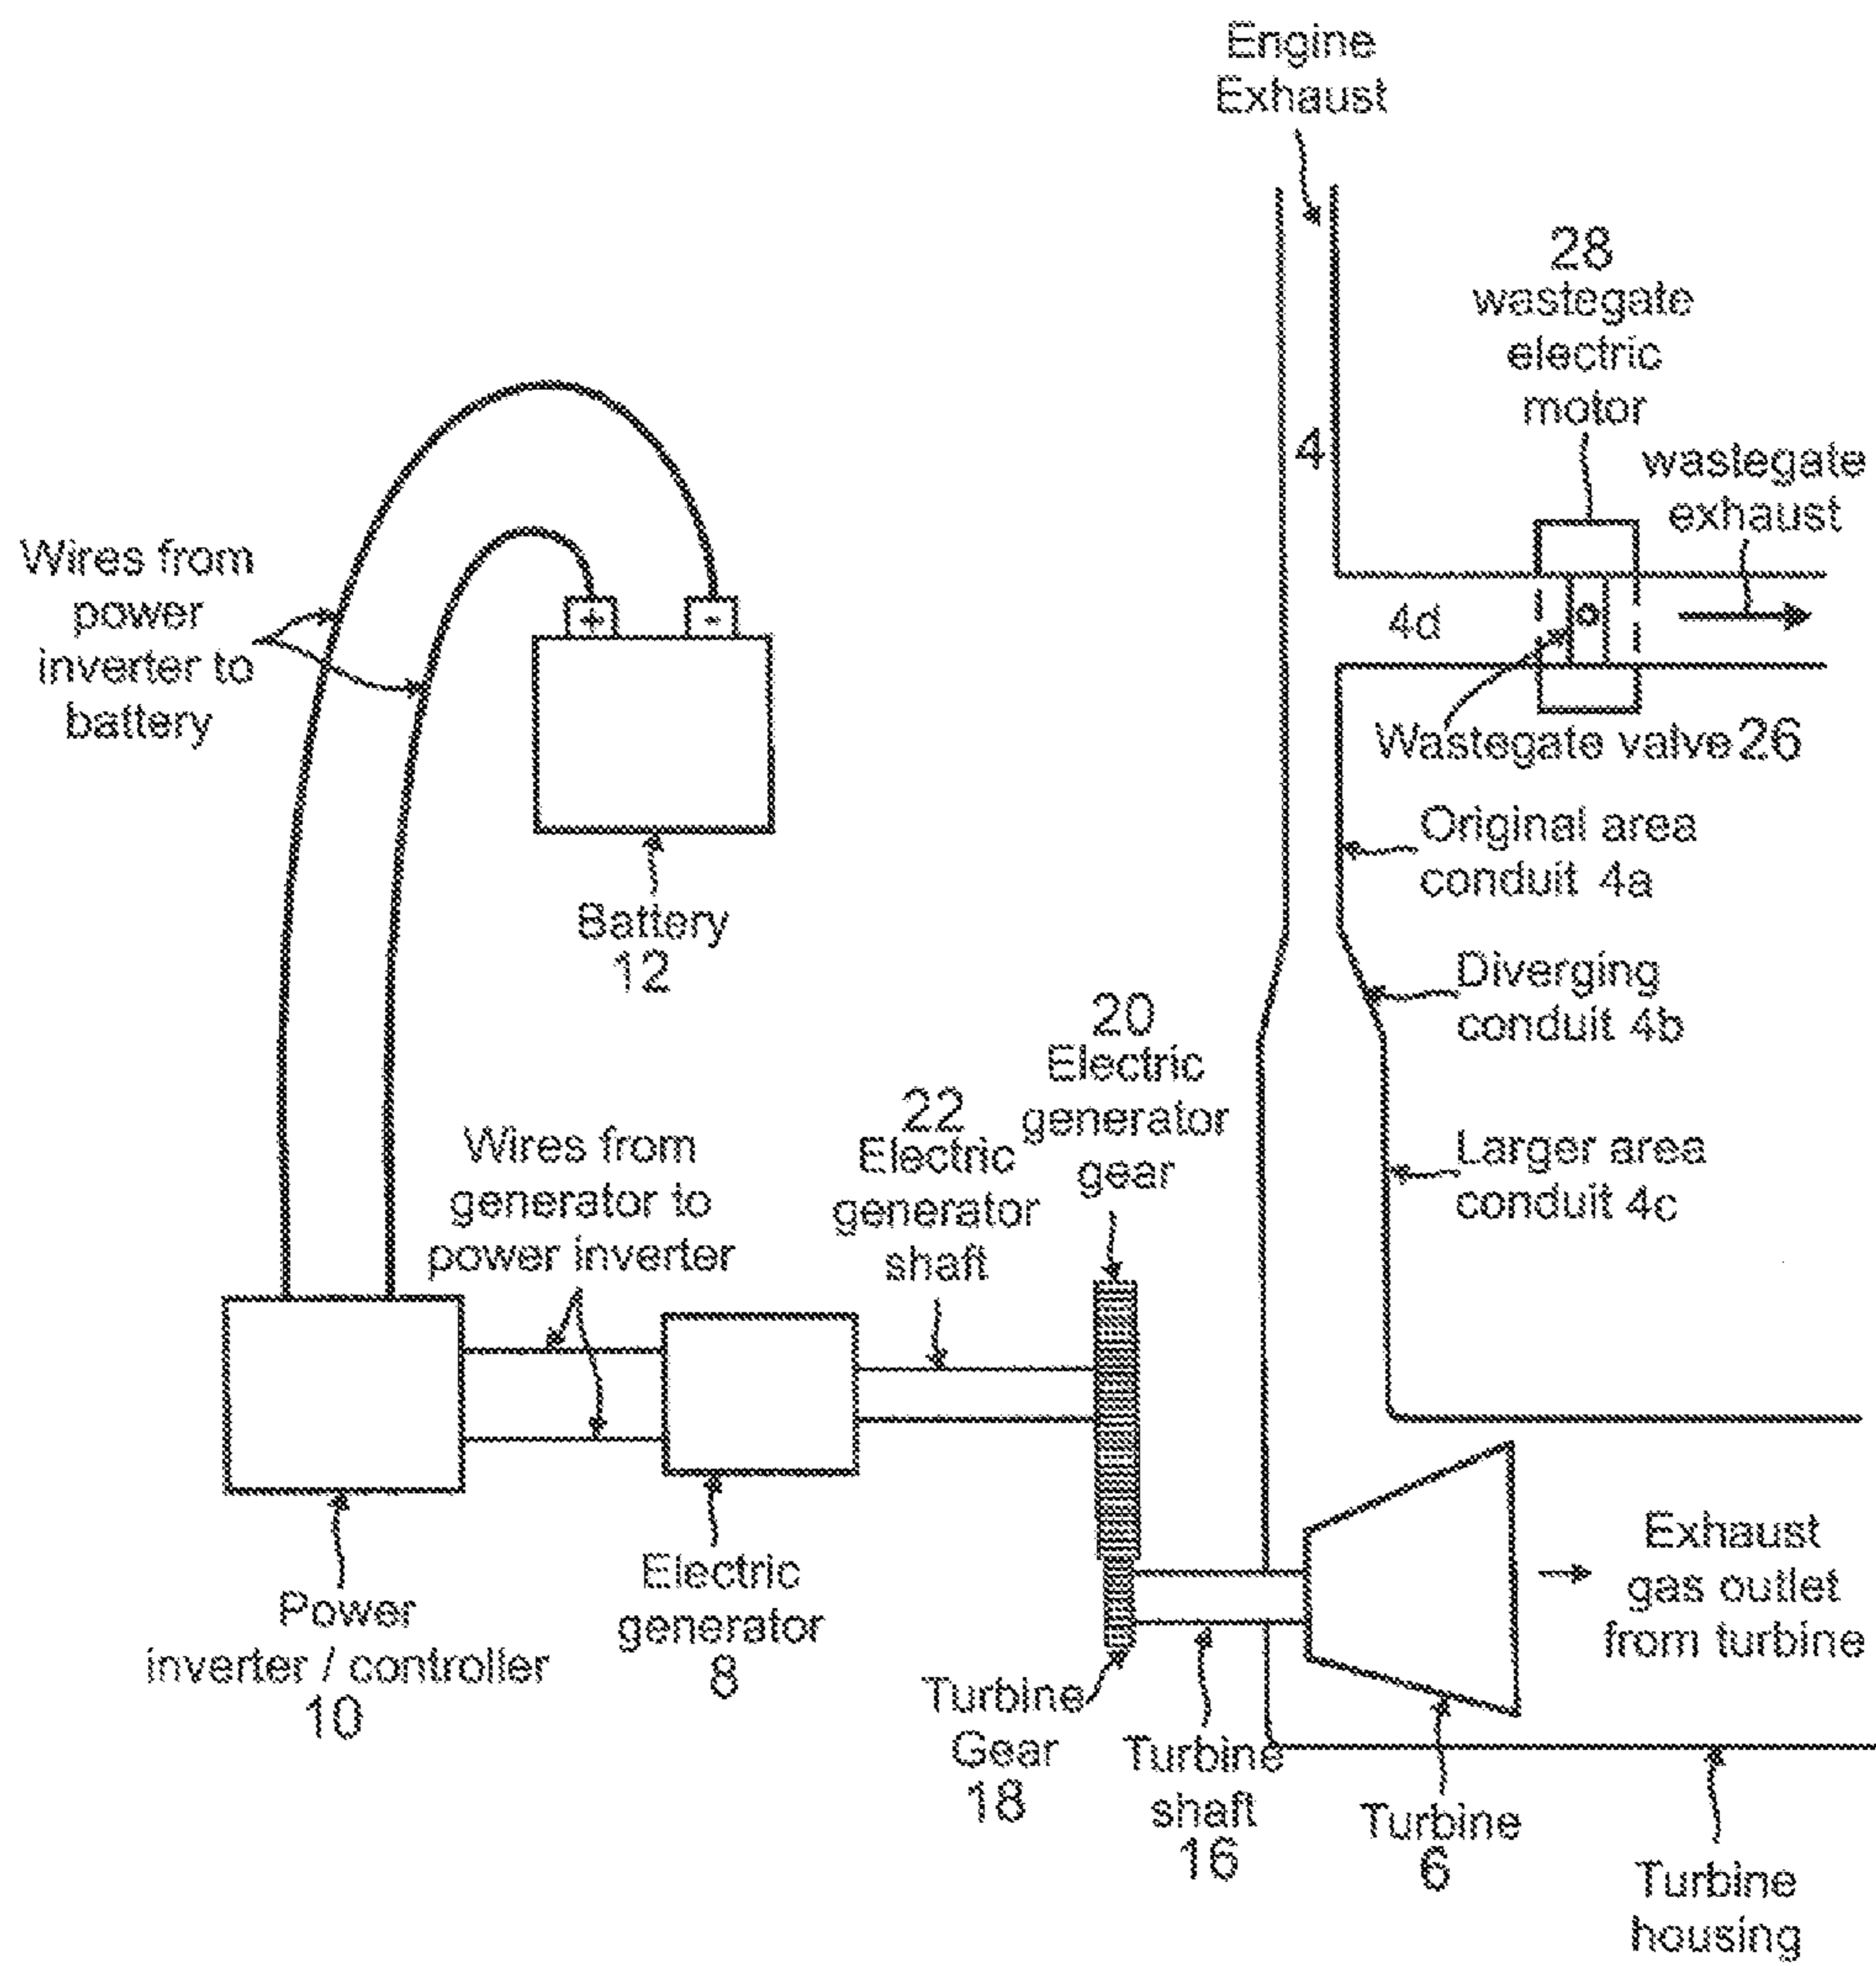 Engine
Exhaust
28
wastegate
electric
motor
4
wastegate
exhaust
Wires from
power
inverter to
battery
+
-
4d
Wastegate valve 26
Original area
conduit 4a
Battery
12
Diverging
conduit 4b
20
Electric
generator
gear
22
Electric
generator
shaft
Wires from
generator to
power inverter
Larger area
conduit 4c
Exhaust
gas outlet
from turbine
Electric
generator
8
Power
inverter / controller
10
Turbine
Gear
18
Turbine
shaft
16
Turbine
6
Turbine
housing